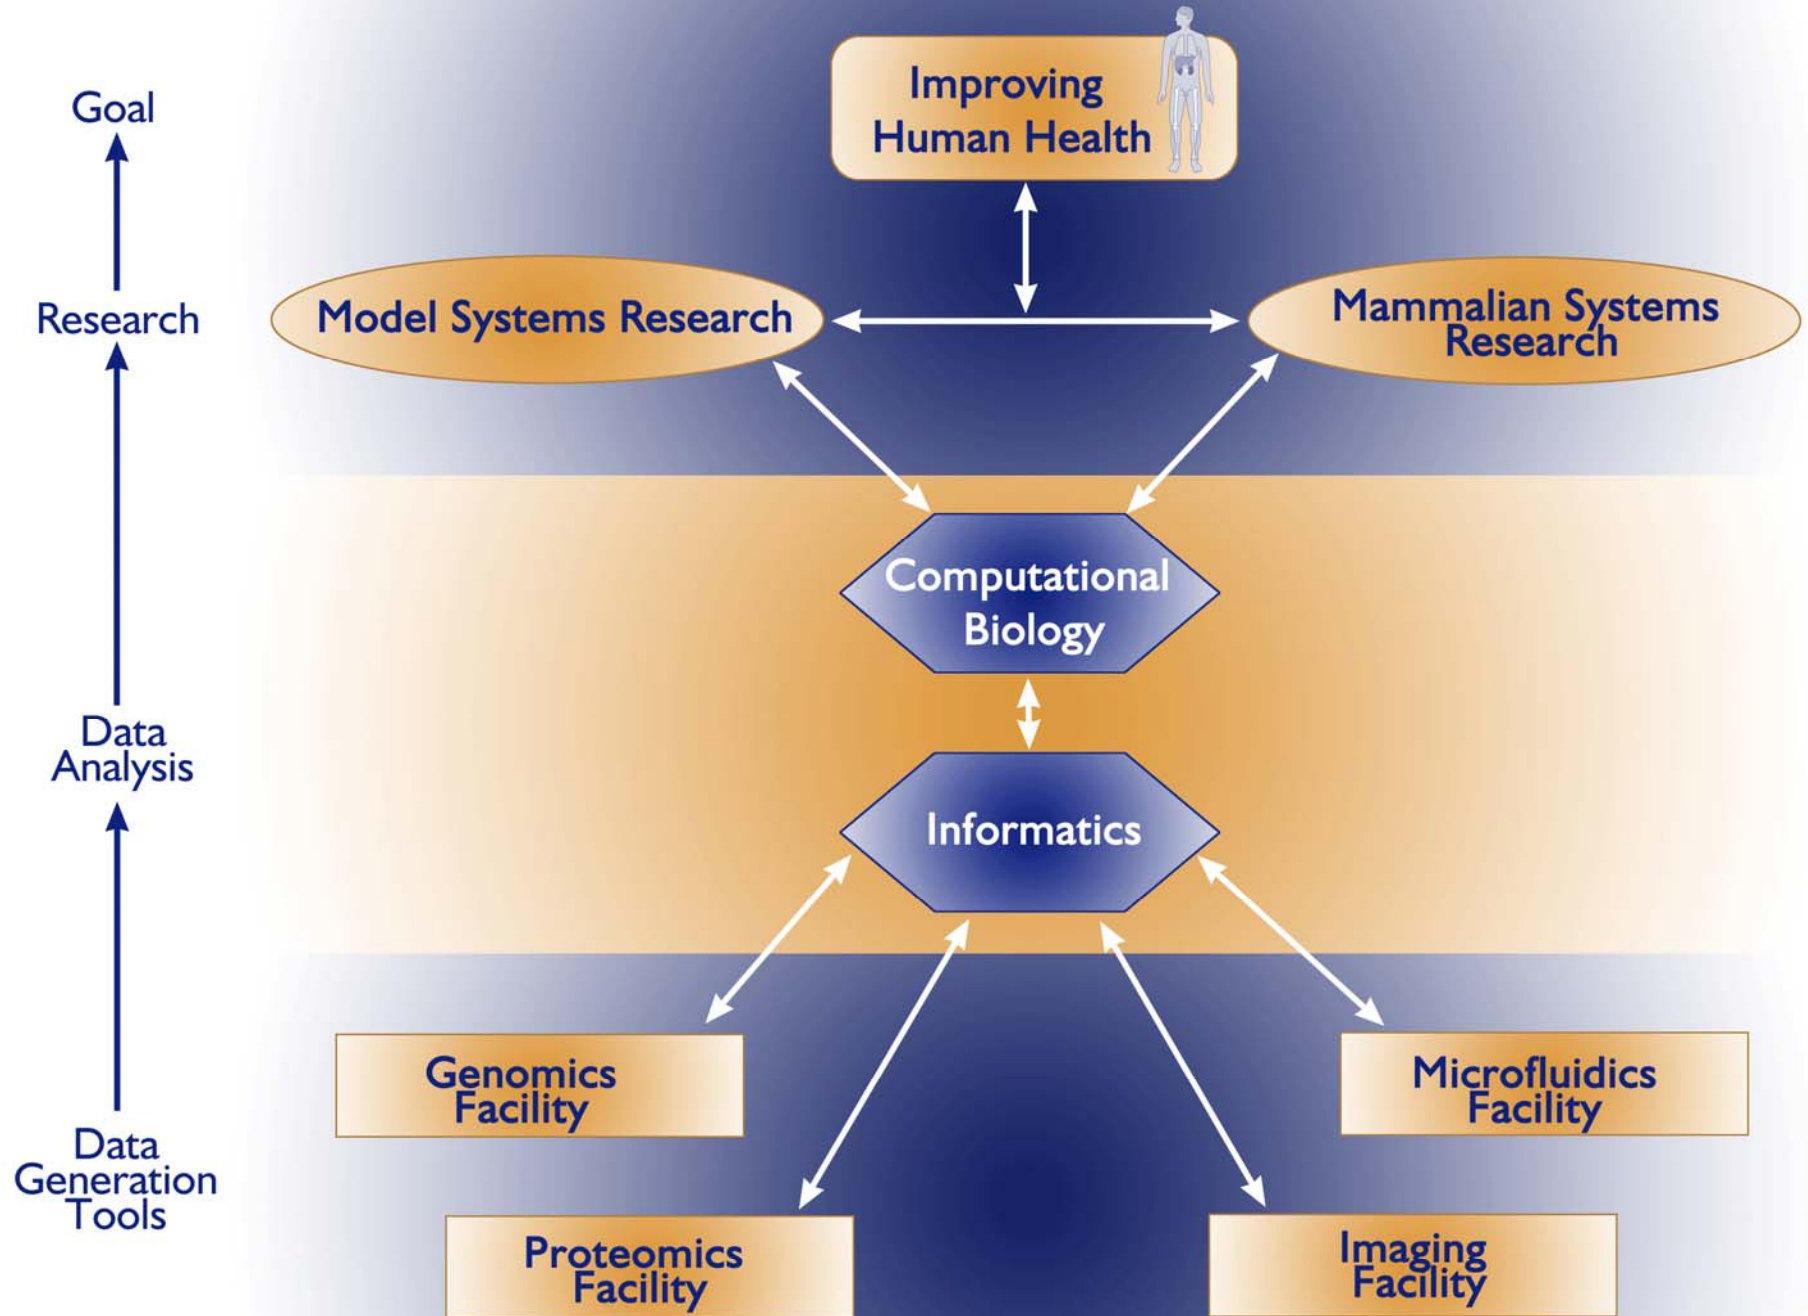 Goal
Improving
Human Health
Research
Model Systems Research
Mammalian Systems
Research
Computational
Biology
Data
Analysis
Informatics
Data
Generation
Tools
Genomics
Facility
Microfluidics
Facility
Proteomics
Facility
Imaging
Facility